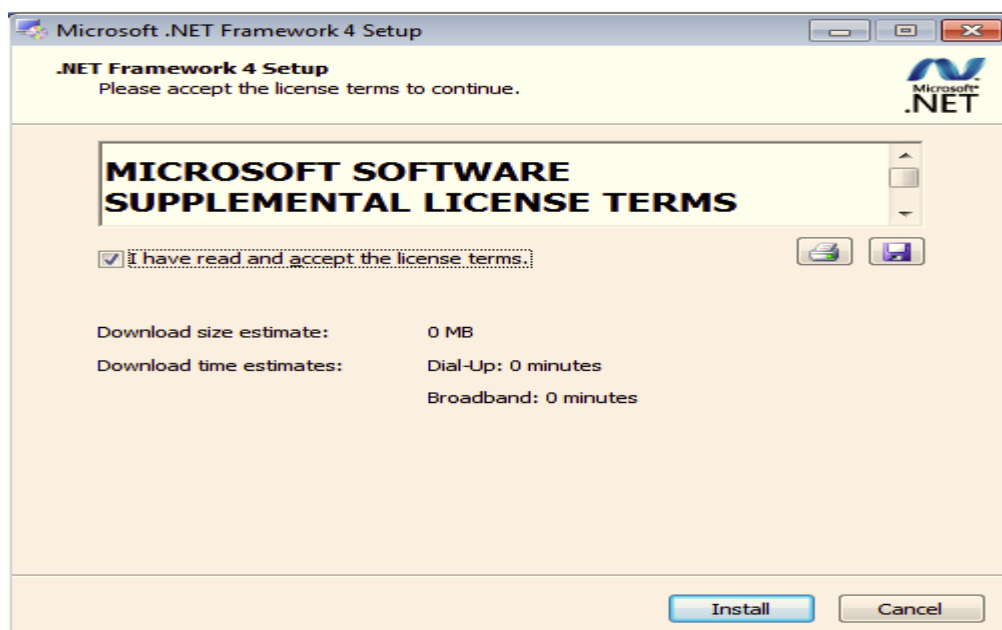 Microsoft .NET Framework 4 Setup
.NET Framework 4 Setup
Please accept the license terms to continue.
Microsoft
.NET
MICROSOFT SOFTWARE
SUPPLEMENTAL LICENSE TERMS
I have read and accept the license terms.
Download size estimate: 0 MB
Download time estimates: Dial-Up: 0 minutes
Broadband: 0 minutes
Install Cancel